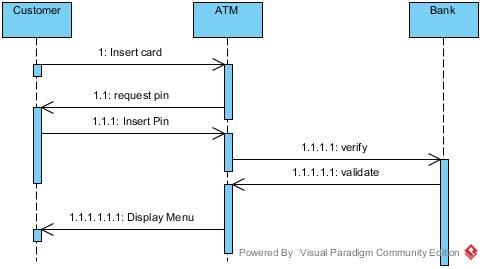 Customer
ATM
Bank
1: Insert card
1.1: request pin
1.1.1: Insert Pin
1.1.1.1: verify
1.1.1.1.1: validate
1.1.1.1.1.1: Display Menu
Powered By Visual Paradigm Community Edition